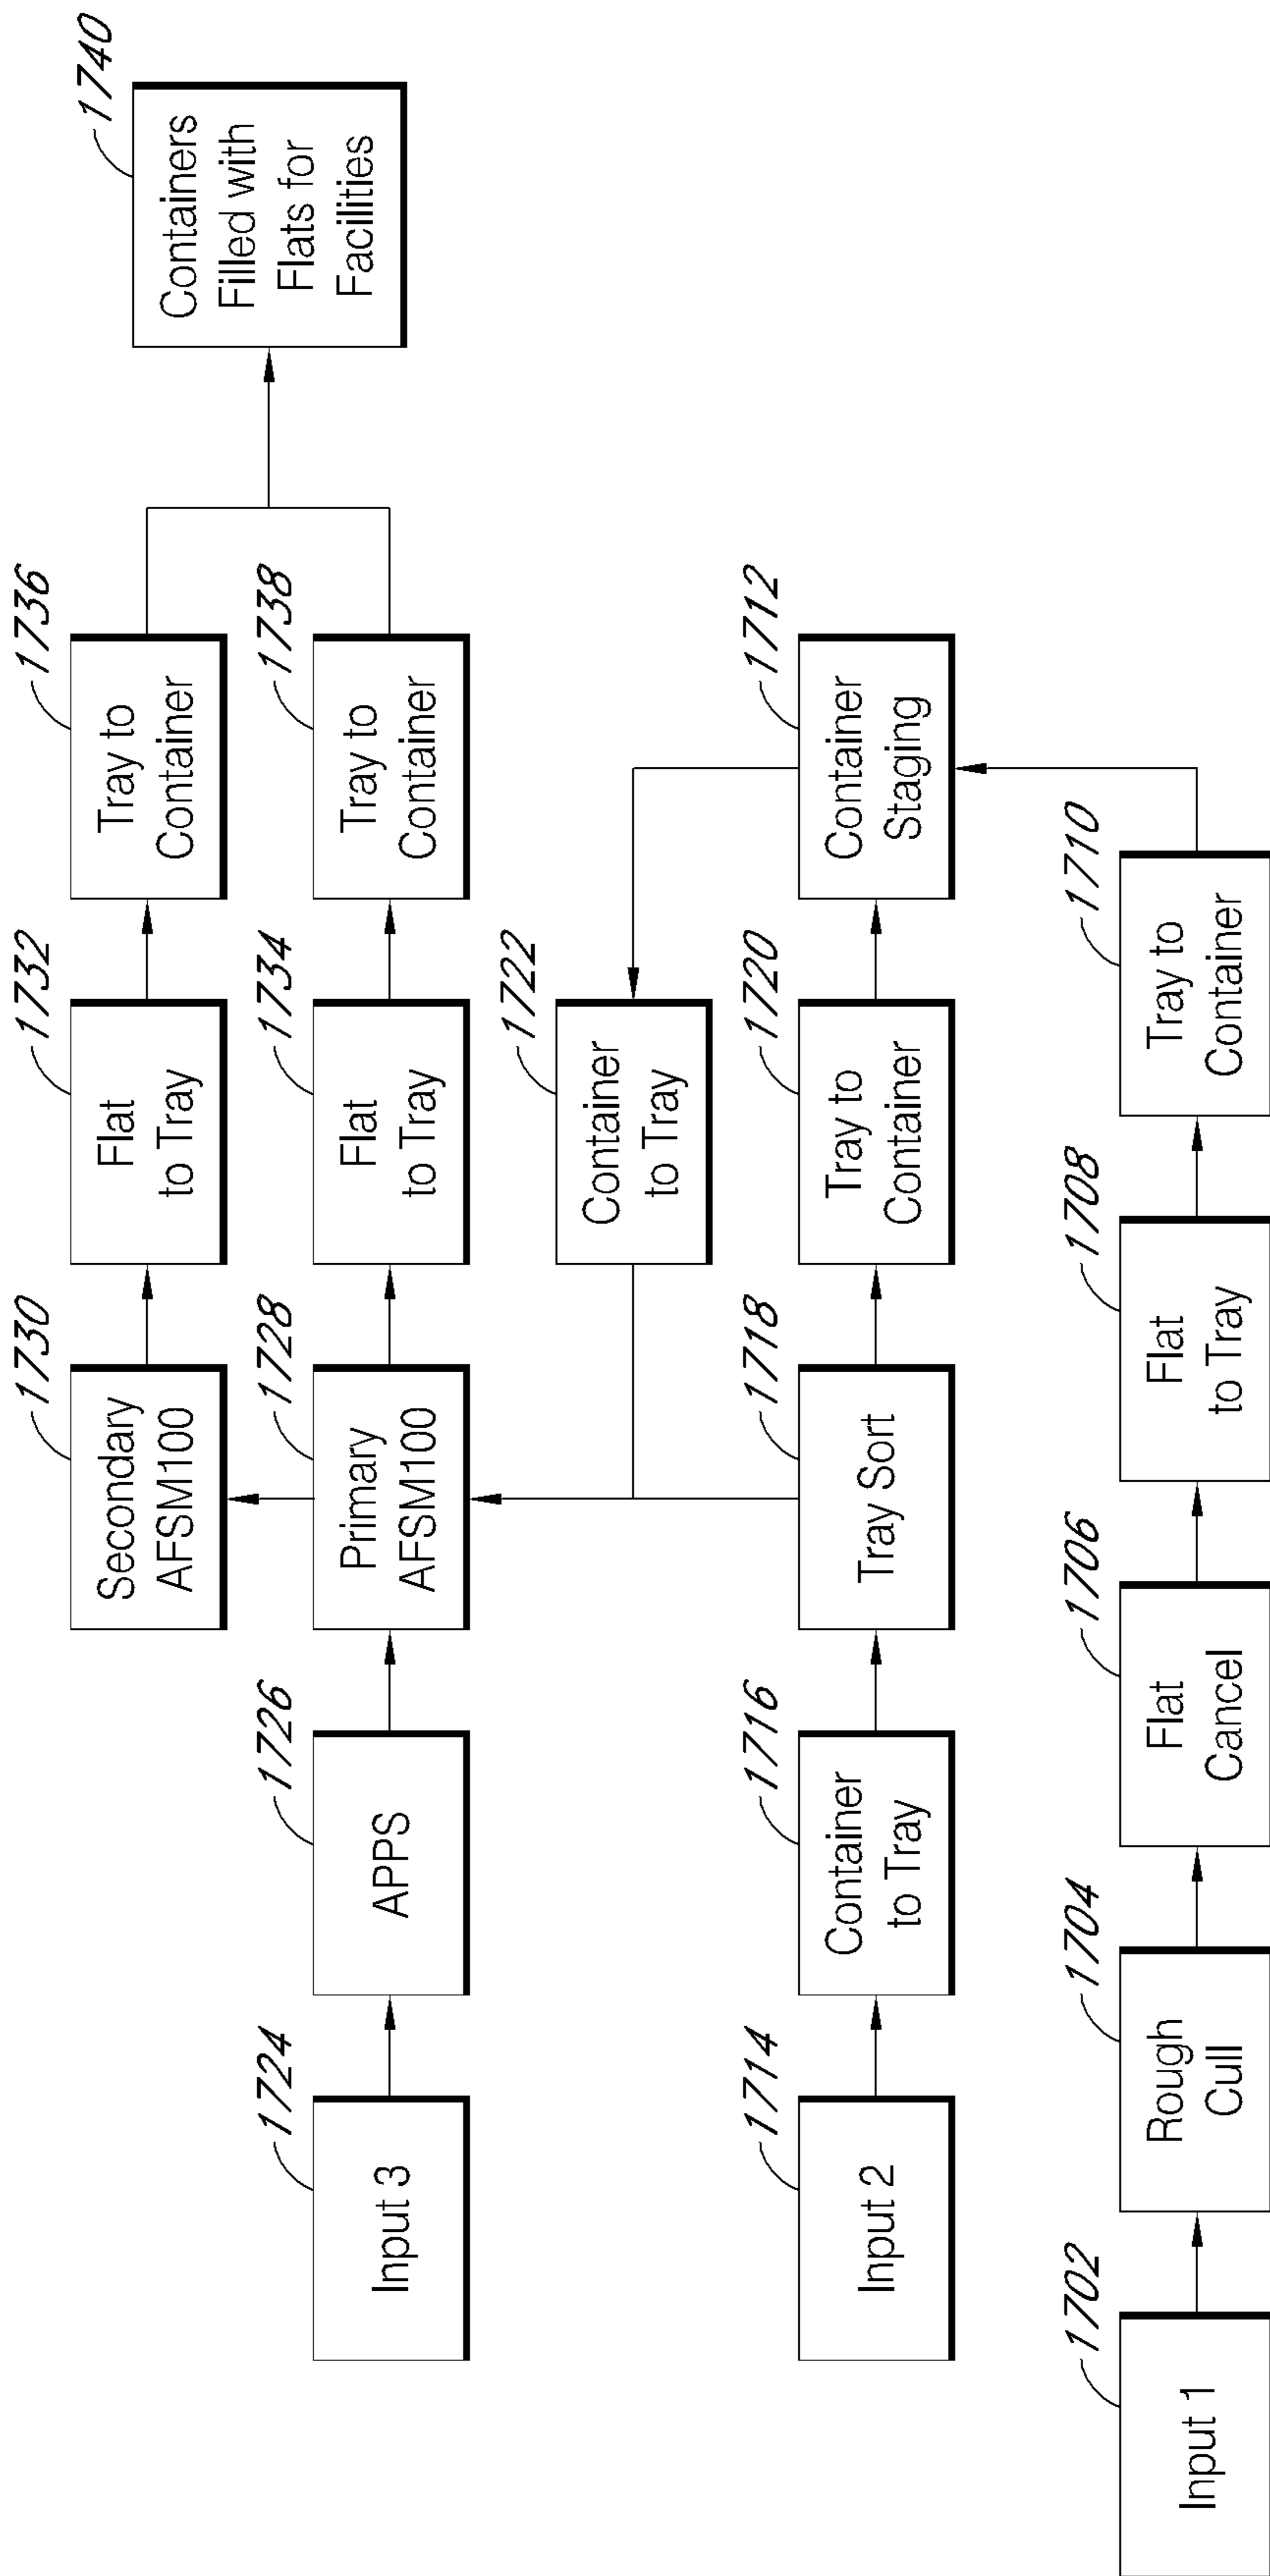 1730
Secondary
AFSM100
1732
Flat
to Tray
1736
Tray to
Container
1740
Containers
Filled with
Flats for
Facilities
1724
Input 3
1726
APPS
1728
Primary
AFSM100
1734
Flat
to Tray
1738
Tray to
Container
1722
Container
to Tray
1714
Input 2
1716
Container
to Tray
1718
Tray Sort
1720
Tray to
Container
1712
Container
Staging
1702
Input 1
1704
Rough
Cull
1706
Flat
Cancel
1708
Flat
to Tray
1710
Tray to
Container